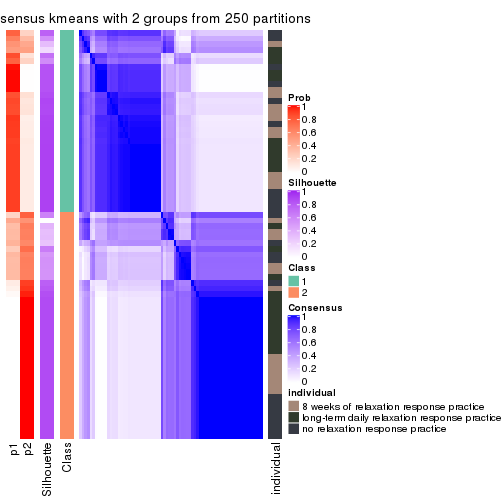 sensus kmeans with 2 groups from 250 partitions
Prob
1
0.8
0.6
0.4
0.2
0
Silhouette
1
0.8
0.6
0.4
0.2
0
Class
1
2
Consensus
1
0.8
0.6
0.4
0.2
0
individual
8 weeks of relaxation response practice
long-term daily relaxation response practice
no relaxation response practice
p1
p2
Silhouette
Class
individual